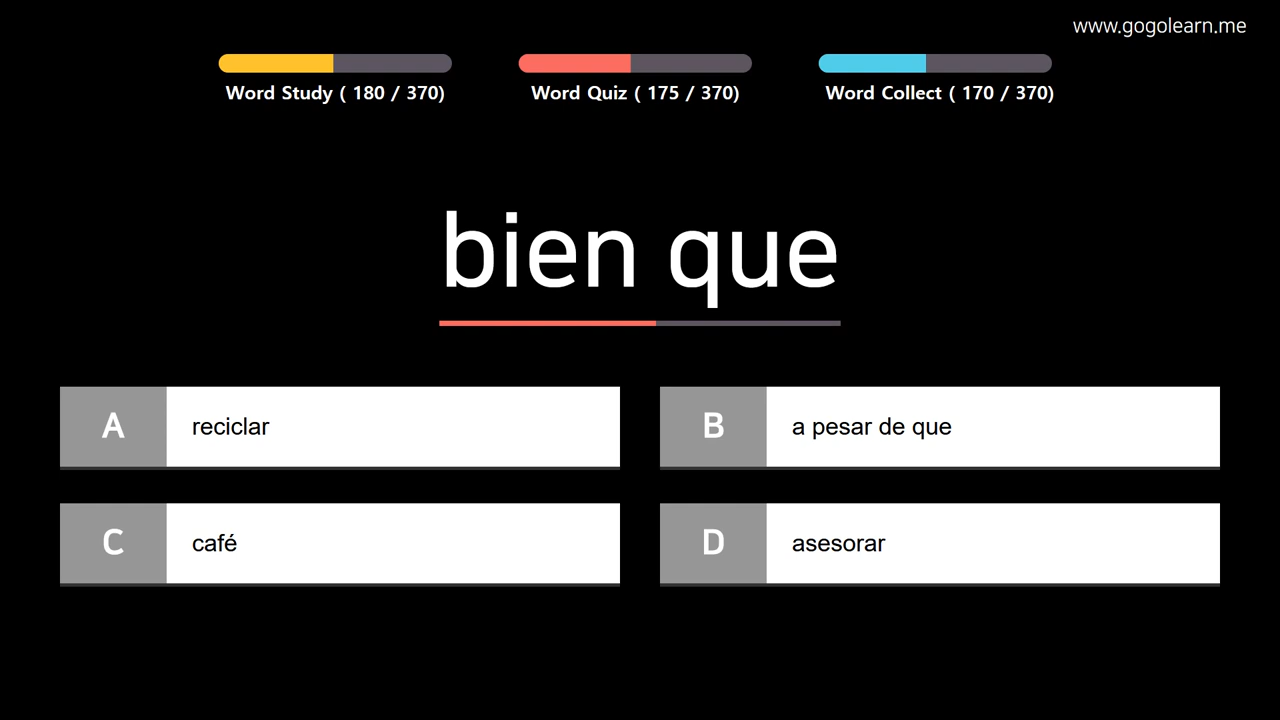 www.gogolearn.me
Word Study ( 180 / 370)
Word Quiz ( 175 / 370)
Word Collect ( 170 / 370)
bien que
A reciclar
B a pesar de que
C café
D asesorar